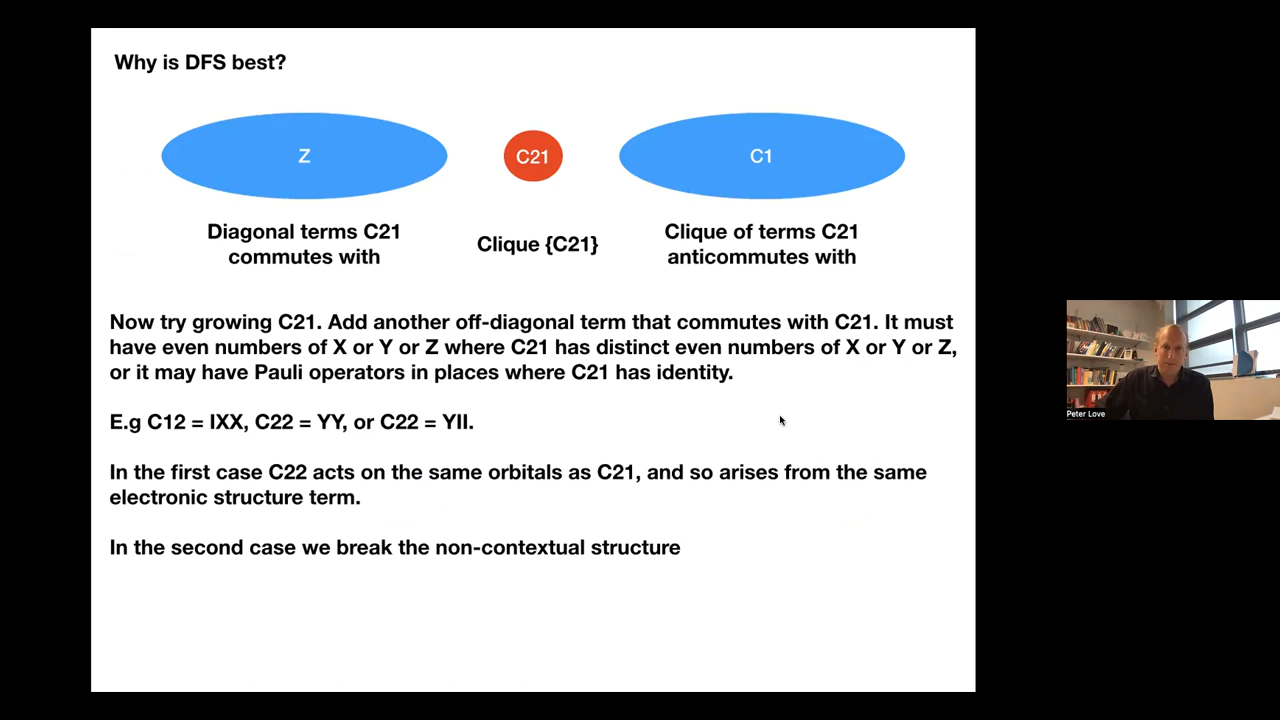 Why is DFS best?
Z
C21
C1
Diagonal terms C21
commutes with
Clique {C21}
Clique of terms C21
anticommutes with
Now try growing C21. Add another off-diagonal term that commutes with C21. It must
have even numbers of X or Y or Z where C21 has distinct even numbers of X or Y or Z,
or it may have Pauli operators in places where C21 has identity.
E.g C12 = IXX, C22 = YY, or C22 = YII.
In the first case C22 acts on the same orbitals as C21, and so arises from the same
electronic structure term.
In the second case we break the non-contextual structure
Peter Love